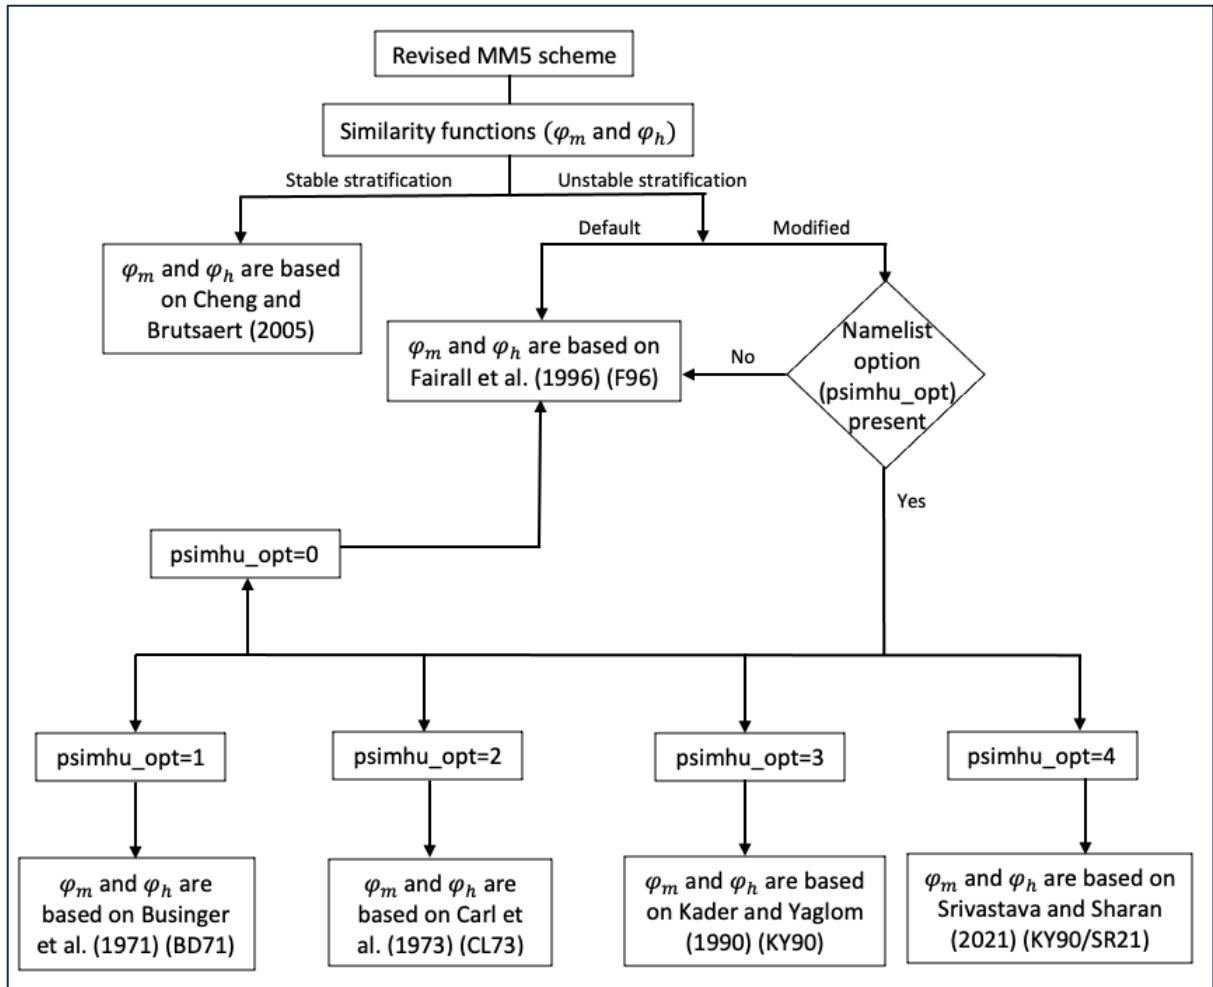 Revised MM5 scheme
Similarity functions (φₘ and φₕ)
Stable stratification
Unstable stratification
Default
Modified
φₘ and φₕ are based
on Cheng and
Brutsaert (2005)
φₘ and φₕ are based on
Fairall et al. (1996) (F96)
No
Namelist
option
(psimhu_opt)
present
Yes
psimhu_opt=0
psimhu_opt=1
psimhu_opt=2
psimhu_opt=3
psimhu_opt=4
φₘ and φₕ are
based on Businger
et al. (1971) (BD71)
φₘ and φₕ are
based on Carl et
al. (1973) (CL73)
φₘ and φₕ are based
on Kader and Yaglom
(1990) (KY90)
φₘ and φₕ are based on
Srivastava and Sharan
(2021) (KY90/SR21)